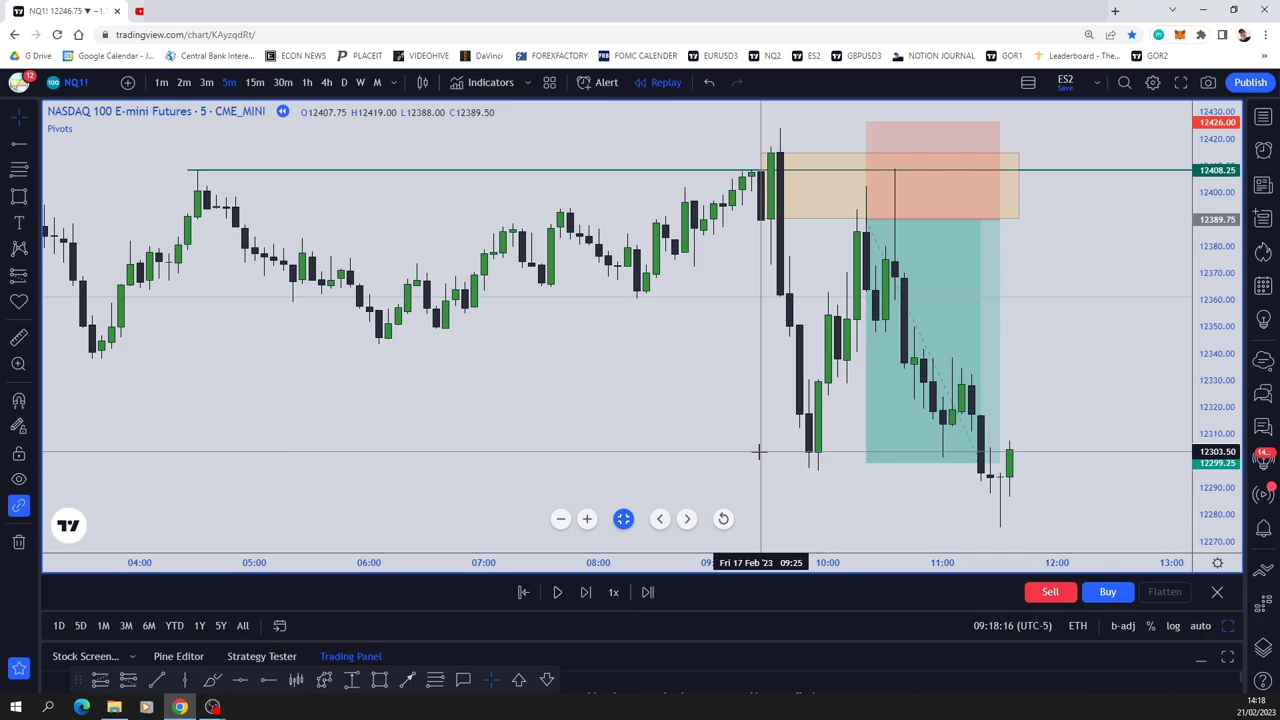 NQ1! 12246.75 ▼ −1.1
tradingview.com/chart/KAyzqdRt/
G Drive
Google Calendar - ...
Central Bank Interes...
ECON NEWS
PLACEIT
VIDEOHIVE
DaVinci
FOREXFACTORY
FOMC CALENDER
EURUSD3
NQ2
ES2
GBPUSD3
NOTION JOURNAL
GOR1
Leaderboard - The...
GOR2
12
100 NQ1!
1m 2m 3m 5m 15m 30m 1h 4h D W M
Indicators
Alert
Replay
ES2
Save
Publish
NASDAQ 100 E-mini Futures · 5 · CME_MINI
O12407.75 H12419.00 L12388.00 C12389.50
Pivots
12430.00
12426.00
12420.00
12408.25
12400.00
12389.75
12380.00
12370.00
12360.00
12350.00
12340.00
12330.00
12320.00
12310.00
12303.50
12299.25
12290.00
12280.00
12270.00
04:00 05:00 06:00 07:00 08:00 Fri 17 Feb '23 09:25 10:00 11:00 12:00 13:00
1x
Sell Buy Flatten
1D 5D 1M 3M 6M YTD 1Y 5Y All
09:18:16 (UTC-5) ETH b-adj % log auto
Stock Screen... Pine Editor Strategy Tester Trading Panel
14:18
21/02/2023